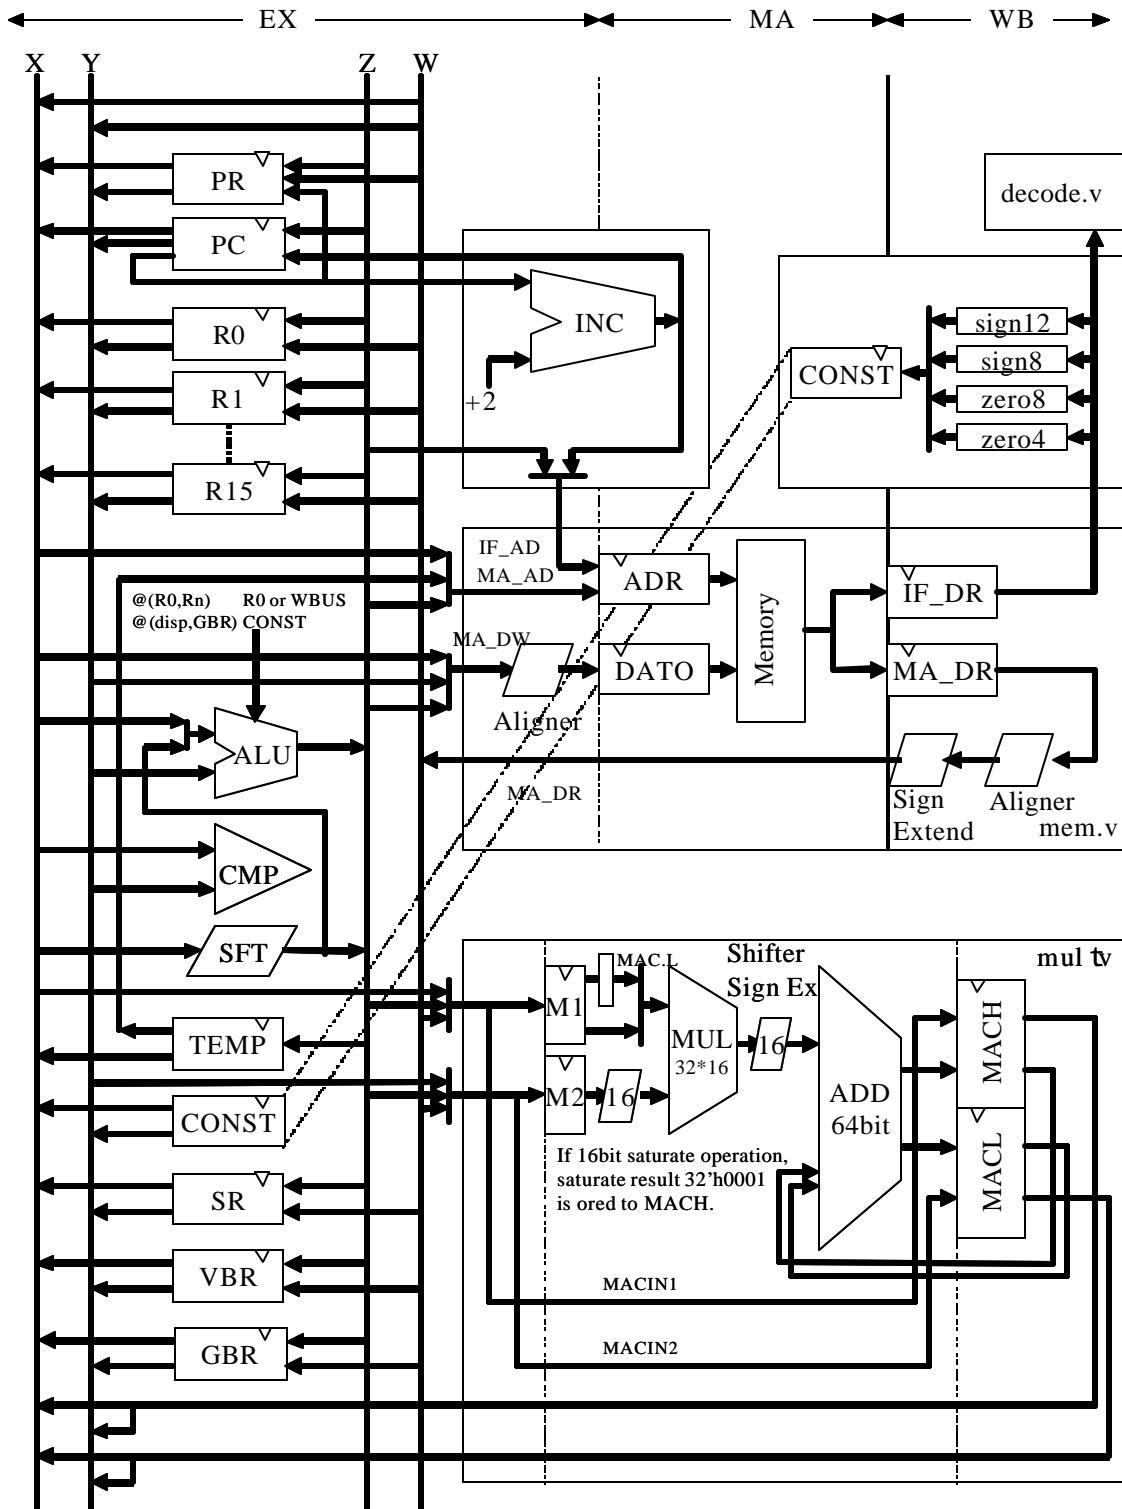 EX MA WB
X Y Z W
PR
decode.v
PC
INC
sign12
R0
sign8
CONST
R1
+2
zero8
zero4
R15
IF_AD
MA_AD
ADR
IF_DR
@(R0,Rn) R0 or WBUS
@(disp,GBR) CONST
Memory
MA_DW
DATO
MA_DR
Aligner
ALU
MA_DR
Sign
Extend
Aligner
mem.v
CMP
SFT
Shifter
Sign Ex
mul tv
MAC.L
M1
MUL
32*16
16
MACH
TEMP
M2
16
ADD
64bit
CONST
MACL
If 16bit saturate operation,
saturate result 32'h0001
is ored to MACH.
SR
VBR
MACIN1
GBR
MACIN2